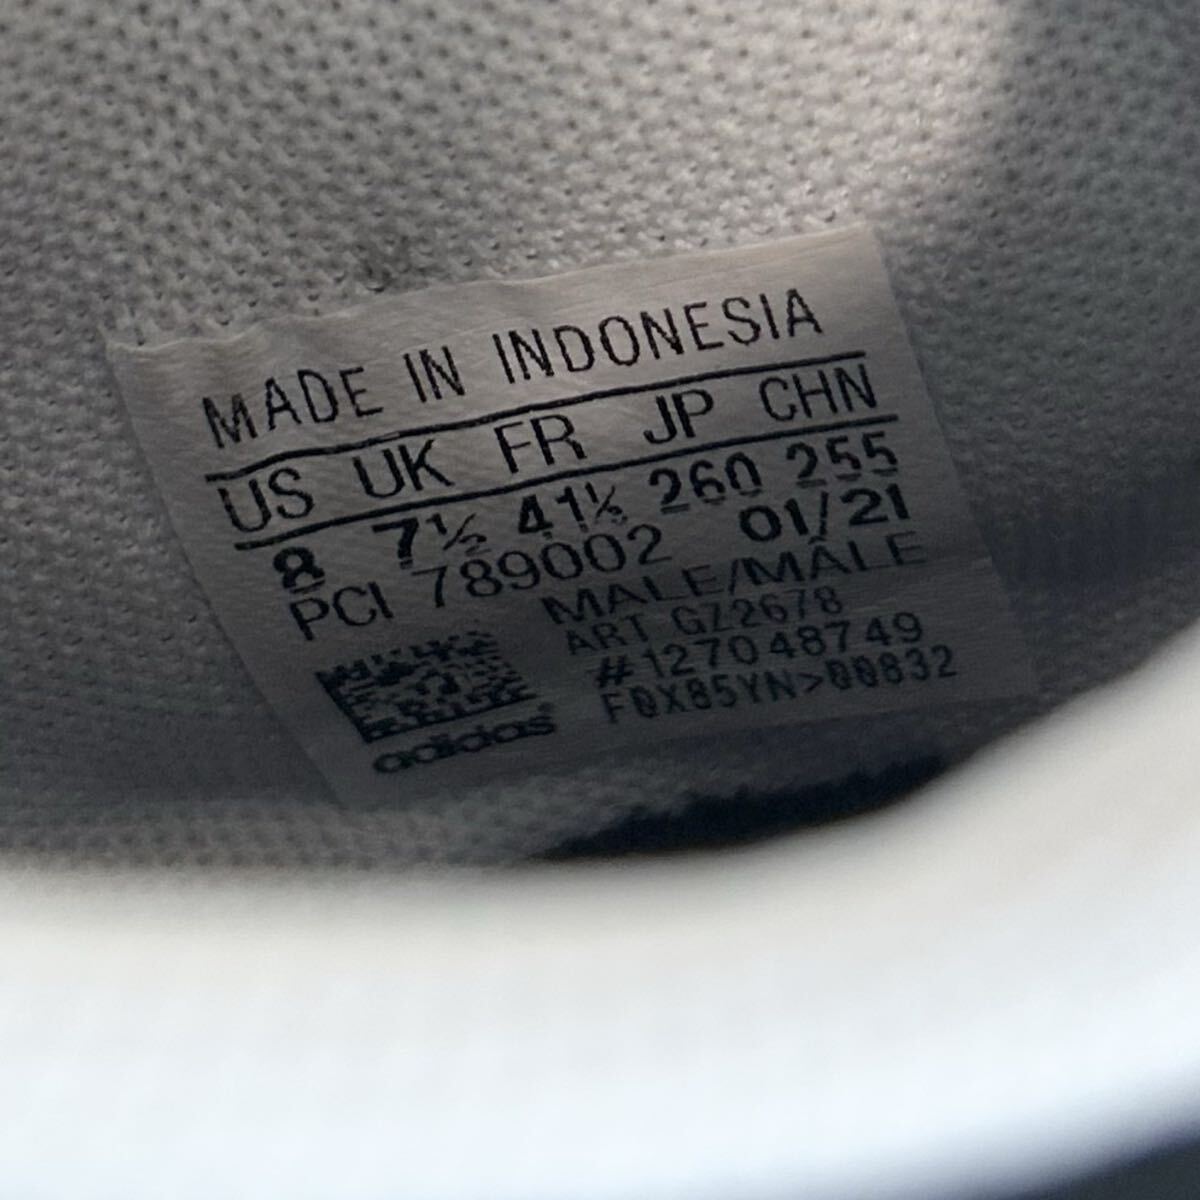 MADE IN INDONESIA
US UK FR JP CHN
8 7½ 41⅓ 260 255
PCI 789002 01/21
MALE/MÂLE
ART GZ2678
#127048749
F0X85YN>00832
adidas